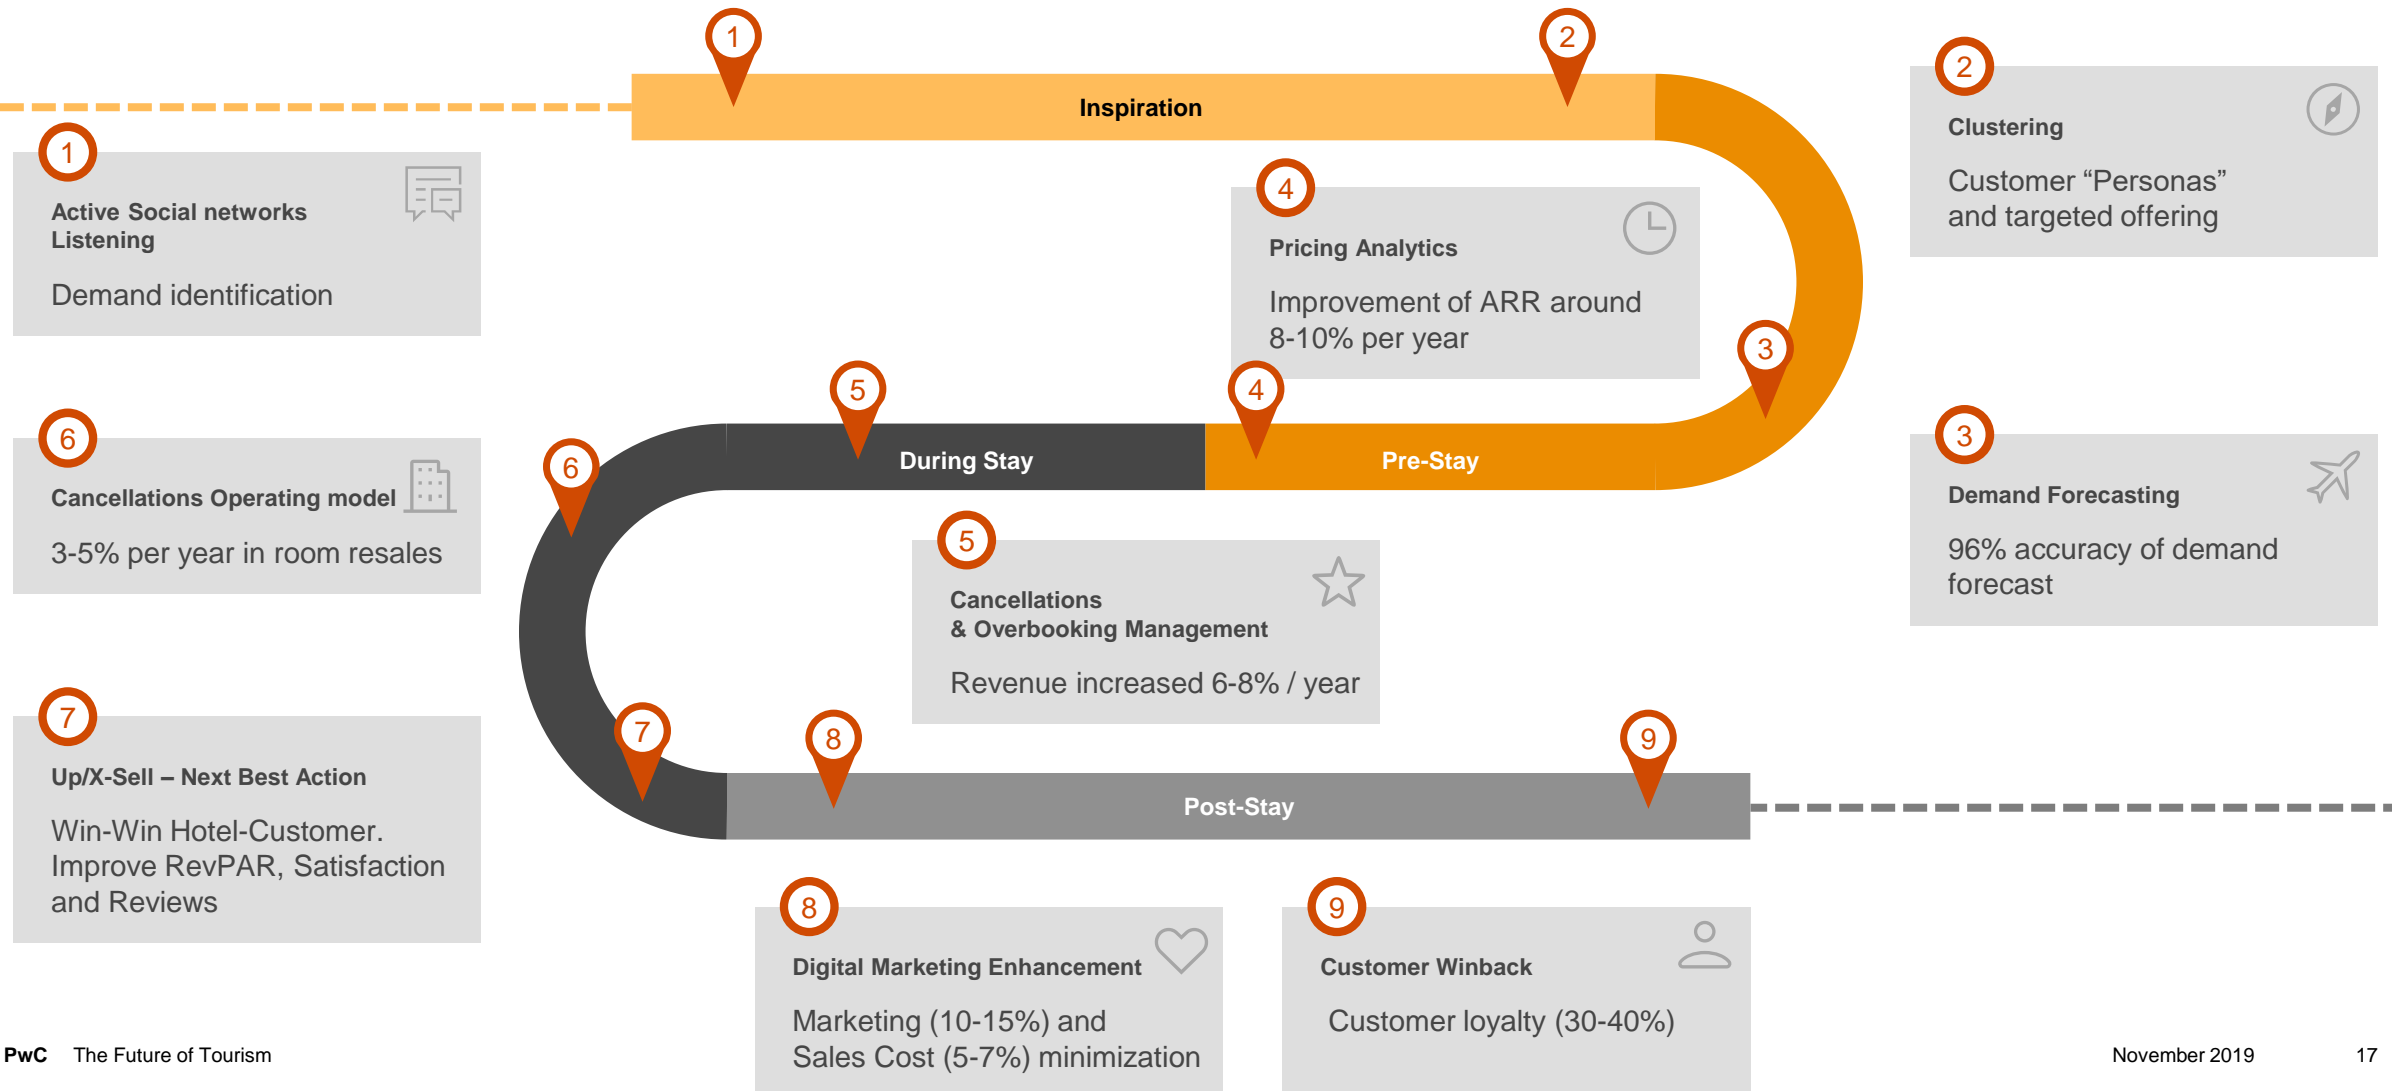 1
2
Inspiration
1
Active Social networks
Listening
Demand identification
2
Clustering
Customer “Personas”
and targeted offering
4
Pricing Analytics
Improvement of ARR around
8-10% per year
3
5
4
During Stay
Pre-Stay
3
Demand Forecasting
96% accuracy of demand
forecast
6
6
Cancellations Operating model
3-5% per year in room resales
5
Cancellations
& Overbooking Management
Revenue increased 6-8% / year
7
Up/X-Sell – Next Best Action
Win-Win Hotel-Customer.
Improve RevPAR, Satisfaction
and Reviews
7
8
9
Post-Stay
8
Digital Marketing Enhancement
Marketing (10-15%) and
Sales Cost (5-7%) minimization
9
Customer Winback
Customer loyalty (30-40%)
PwC The Future of Tourism
November 2019
17